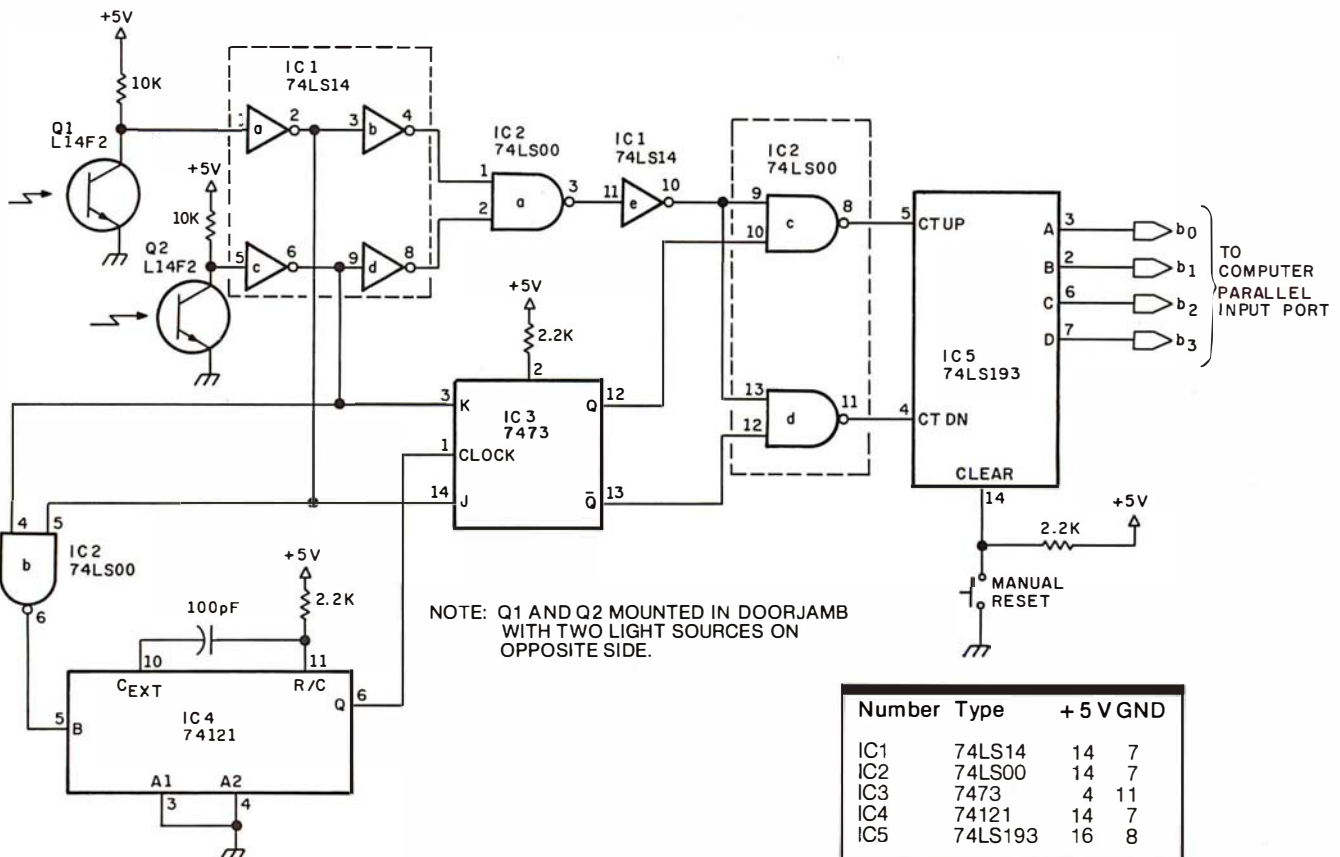 +5V
10K
Q1
L14F2
+5V
10K
Q2
L14F2
IC1
74LS14
1
a
2
3
b
4
5
c
6
9
d
8
IC2
74LS00
1
2
a
3
IC1
74LS14
11
e
10
IC2
74LS00
9
10
c
8
13
12
d
11
5
CTUP
4
CT DN
A
3
B
2
C
6
D
7
IC5
74LS193
CLEAR
14
b0
b1
b2
b3
TO
COMPUTER
PARALLEL
INPUT PORT
+5V
2.2K
MANUAL
RESET
+5V
2.2K
2
3
K
IC3
7473
Q
12
1
CLOCK
14
J
Q̅
13
4
5
b
6
IC2
74LS00
+5V
2.2K
100pF
10
11
CEXT
R/C
Q
6
5
B
IC4
74121
A1
A2
3
4
NOTE: Q1 AND Q2 MOUNTED IN DOORJAMB
WITH TWO LIGHT SOURCES ON
OPPOSITE SIDE.
Number Type +5V GND
IC1 74LS14 14 7
IC2 74LS00 14 7
IC3 7473 4 11
IC4 74121 14 7
IC5 74LS193 16 8